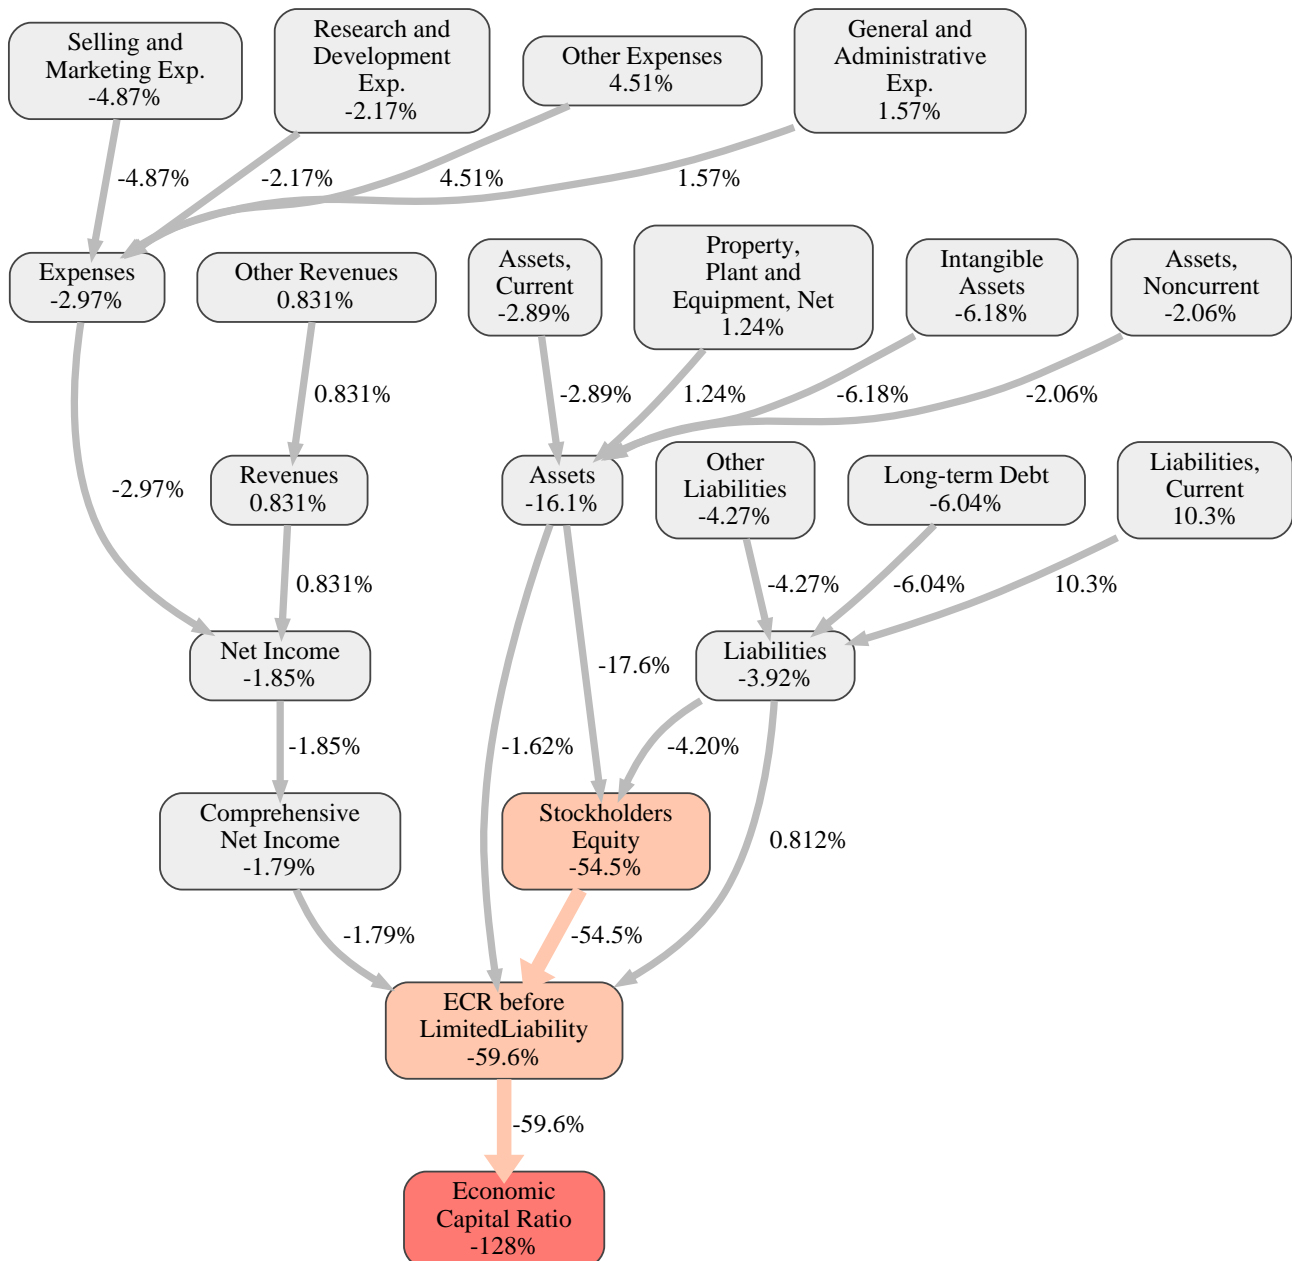 Selling and
Marketing Exp.
-4.87%
Research and
Development
Exp.
-2.17%
Other Expenses
4.51%
General and
Administrative
Exp.
1.57%
-4.87%
-2.17%
4.51%
1.57%
Expenses
-2.97%
Other Revenues
0.831%
Assets,
Current
-2.89%
Property,
Plant and
Equipment, Net
1.24%
Intangible
Assets
-6.18%
Assets,
Noncurrent
-2.06%
0.831%
-2.89%
1.24%
-6.18%
-2.06%
-2.97%
Revenues
0.831%
Assets
-16.1%
Other
Liabilities
-4.27%
Long-term Debt
-6.04%
Liabilities,
Current
10.3%
0.831%
-4.27%
-6.04%
10.3%
Net Income
-1.85%
-17.6%
Liabilities
-3.92%
-1.85%
-1.62%
-4.20%
Comprehensive
Net Income
-1.79%
Stockholders
Equity
-54.5%
0.812%
-1.79%
-54.5%
ECR before
LimitedLiability
-59.6%
-59.6%
Economic
Capital Ratio
-128%